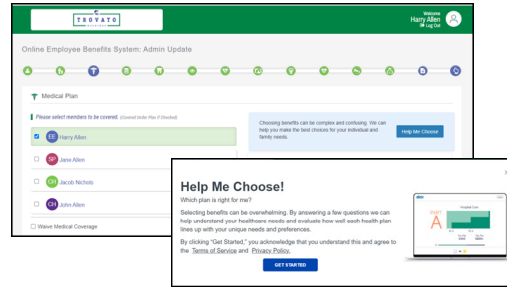 TROVATO
Welcome
Harry Allen
Log Out
Online Employee Benefits System: Admin Update
Medical Plan
Please select members to be covered. (Covered Under Plan if Checked)
EE Harry Allen
SP Jane Allen
CH Jacob Nichols
CH John Allen
Waive Medical Coverage
Choosing benefits can be complex and confusing. We can
help you make the best choices for your individual and
family needs.
Help Me Choose
Help Me Choose!
Which plan is right for me?
Selecting benefits can be overwhelming. By answering a few questions we can
help understand your healthcare needs and evaluate how well each health plan
lines up with your unique needs and preferences.
By clicking "Get Started," you acknowledge that you understand this and agree to
the Terms of Service and Privacy Policy.
GET STARTED
Hospital Care
A